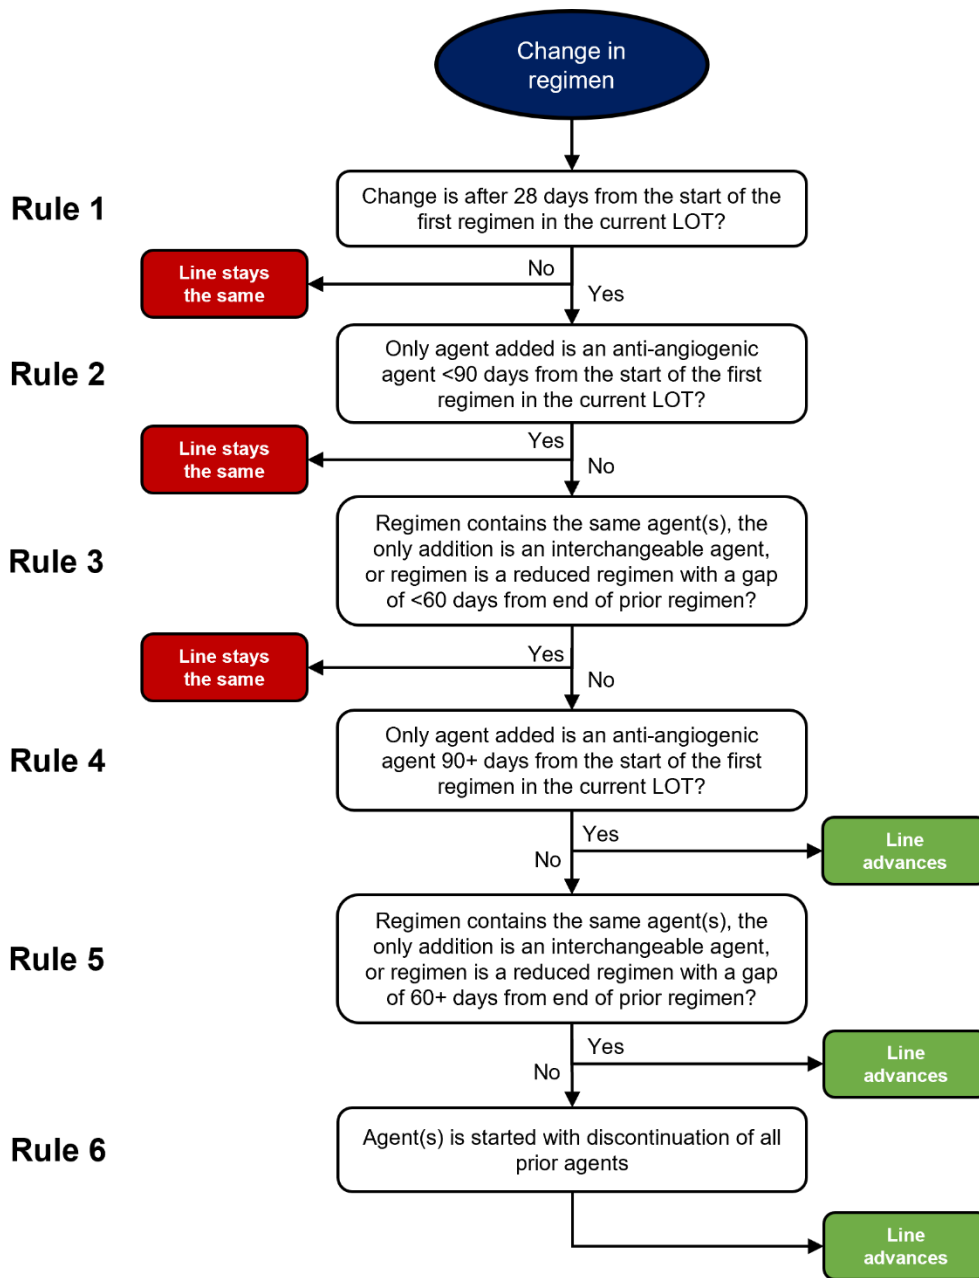 Change in
regimen
Rule 1
Change is after 28 days from the start of the
first regimen in the current LOT?
No
Line stays
the same
Yes
Rule 2
Only agent added is an anti-angiogenic
agent <90 days from the start of the first
regimen in the current LOT?
Yes
Line stays
the same
No
Rule 3
Regimen contains the same agent(s), the
only addition is an interchangeable agent,
or regimen is a reduced regimen with a gap
of <60 days from end of prior regimen?
Yes
Line stays
the same
No
Rule 4
Only agent added is an anti-angiogenic
agent 90+ days from the start of the first
regimen in the current LOT?
Yes
Line
advances
No
Rule 5
Regimen contains the same agent(s), the
only addition is an interchangeable agent,
or regimen is a reduced regimen with a gap
of 60+ days from end of prior regimen?
Yes
Line
advances
No
Rule 6
Agent(s) is started with discontinuation of all
prior agents
Line
advances